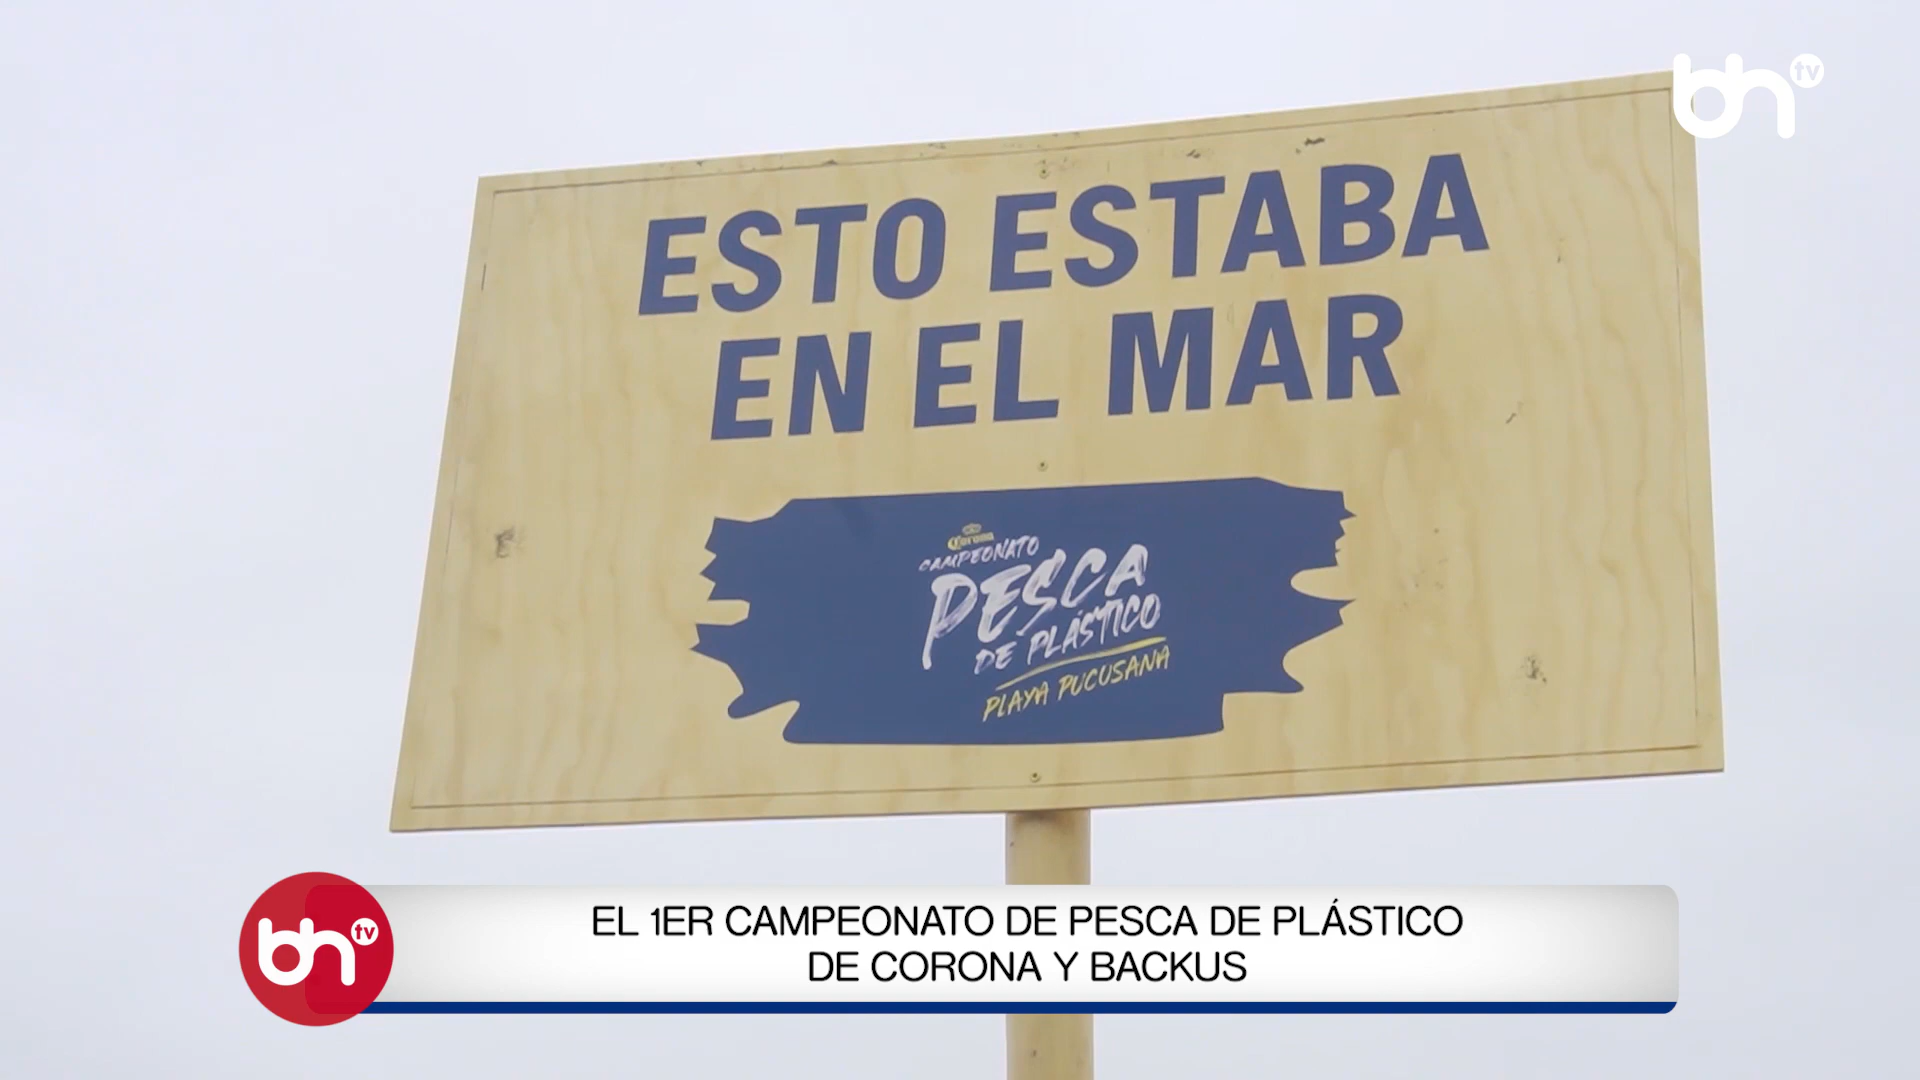 bh tv
ESTO ESTABA
EN EL MAR
Corona
CAMPEONATO
PESCA
DE PLÁSTICO
PLAYA PUCUSANA
bh tv
EL 1ER CAMPEONATO DE PESCA DE PLÁSTICO
DE CORONA Y BACKUS